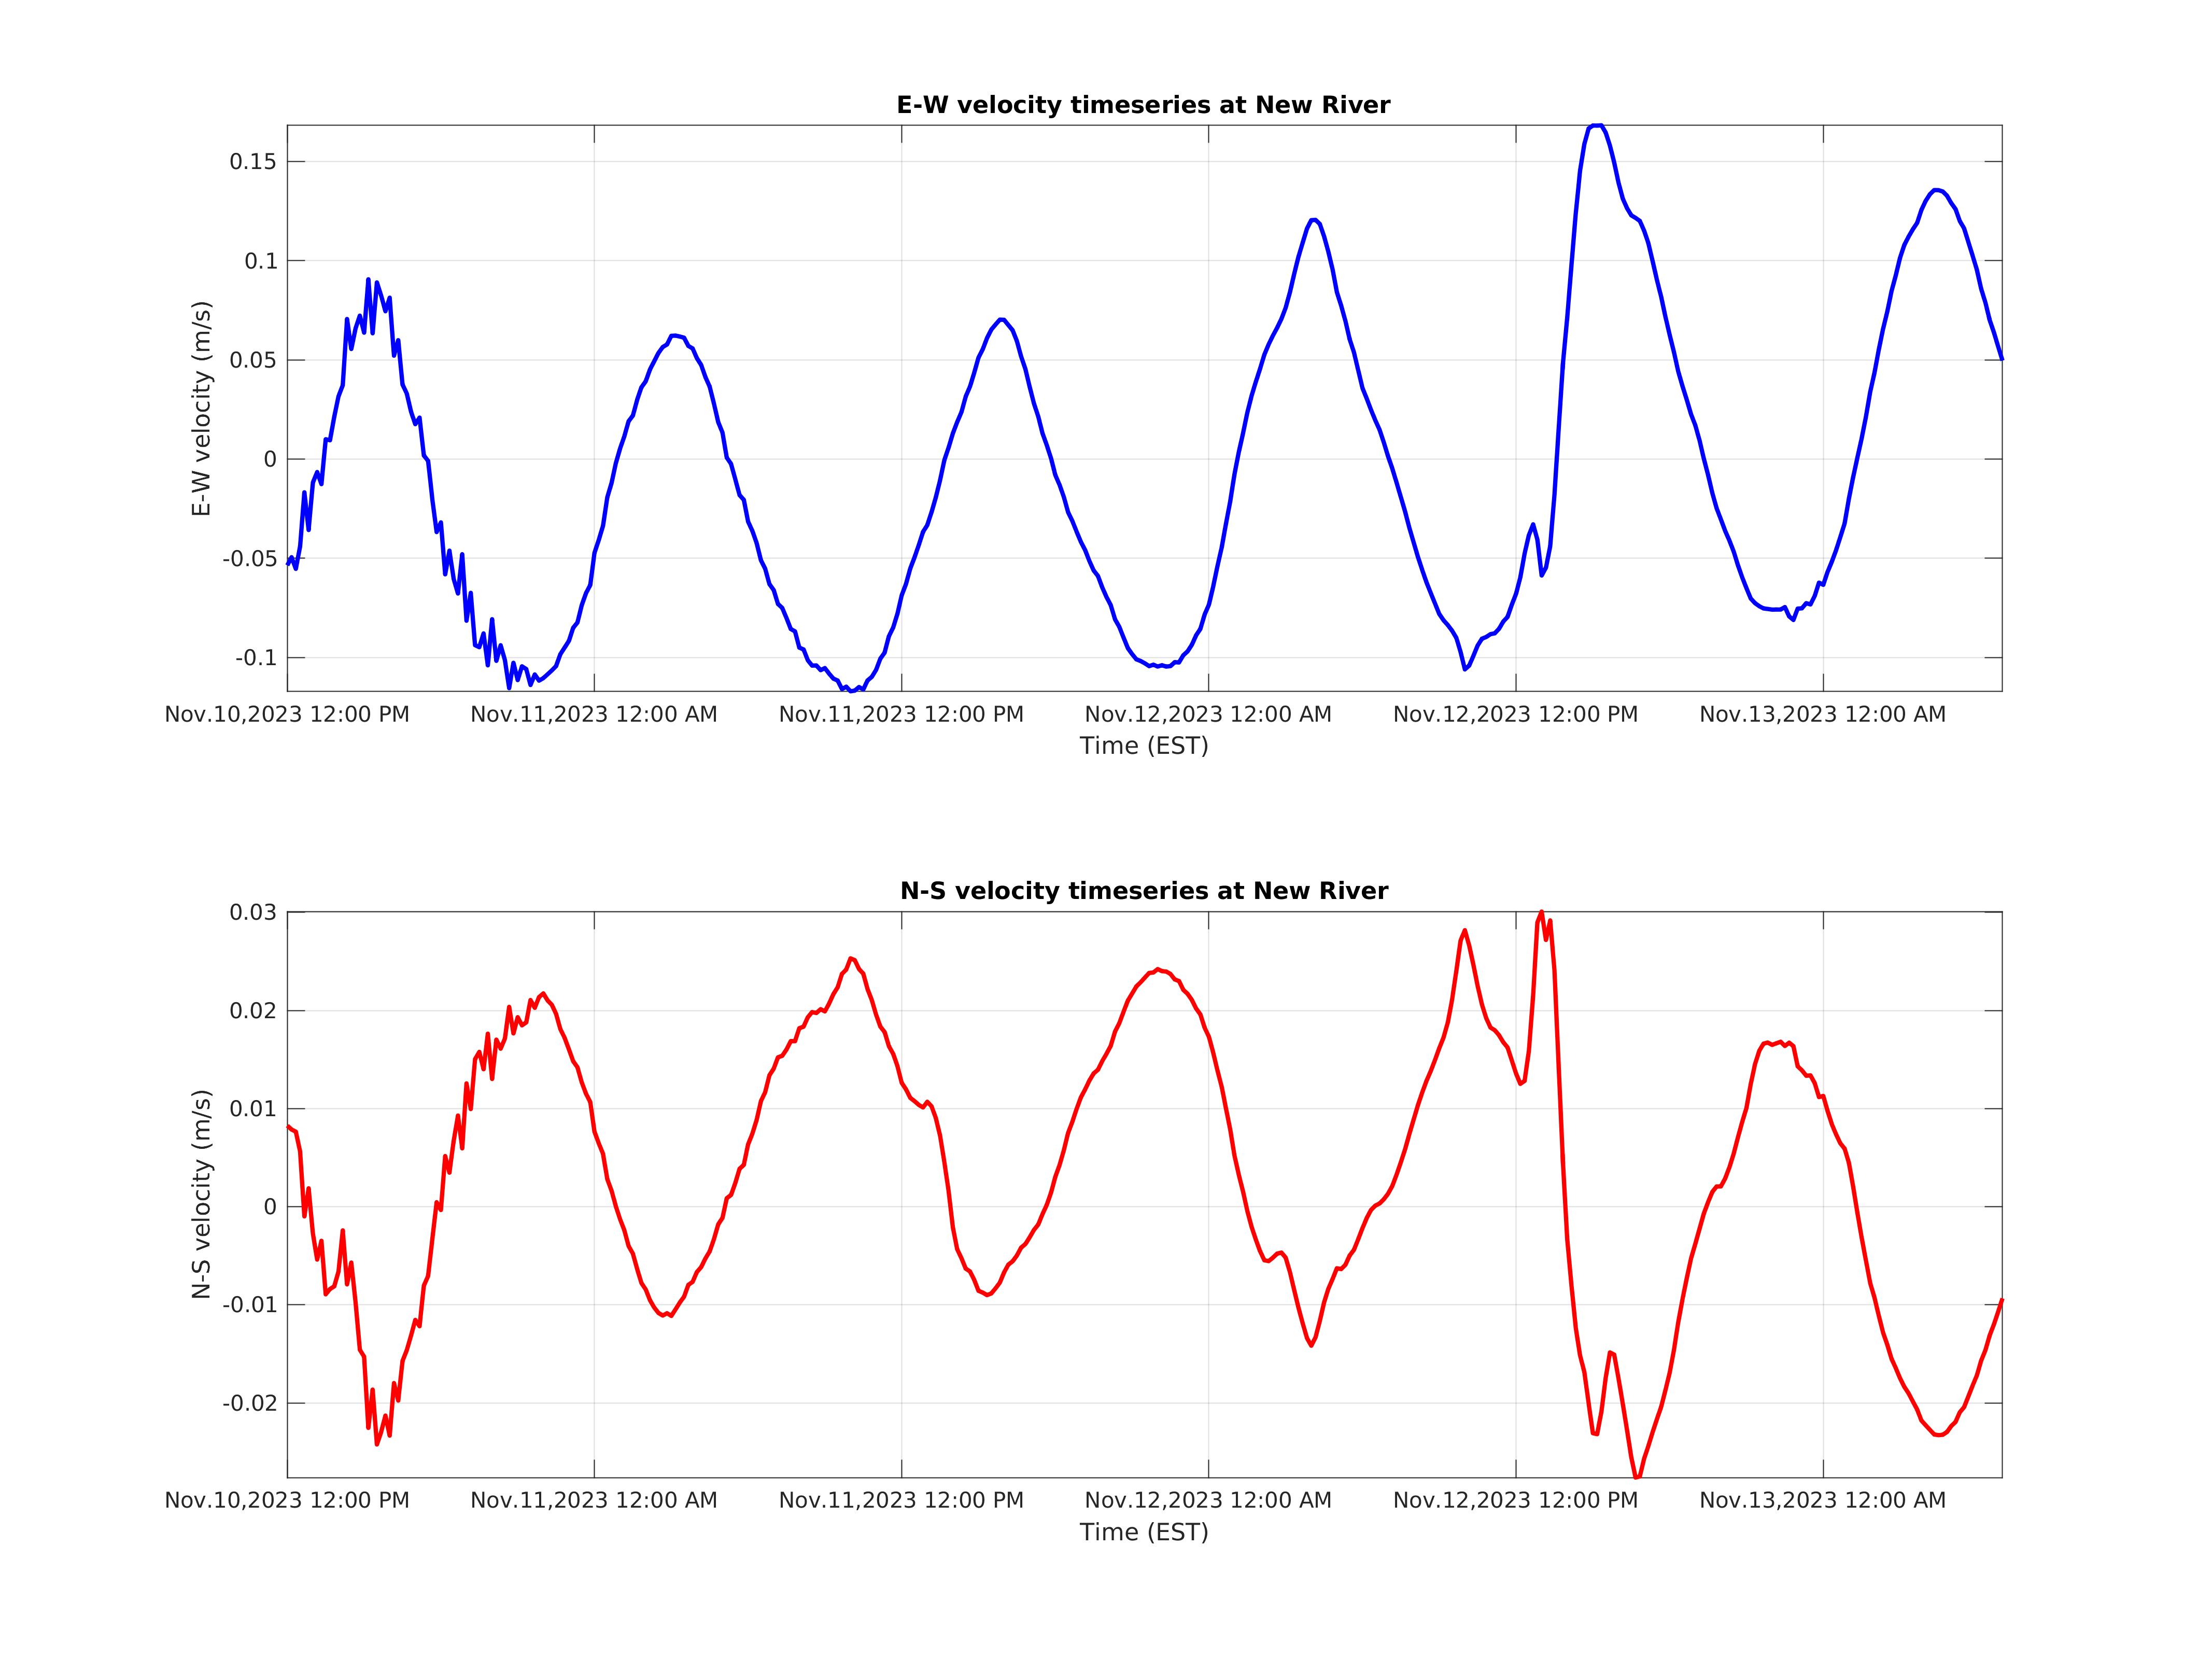 E-W velocity timeseries at New River
0.15
0.1
0.05
0
-0.05
-0.1
E-W velocity (m/s)
Nov.10,2023 12:00 PM Nov.11,2023 12:00 AM Nov.11,2023 12:00 PM Nov.12,2023 12:00 AM Nov.12,2023 12:00 PM Nov.13,2023 12:00 AM
Time (EST)
N-S velocity timeseries at New River
0.03
0.02
0.01
0
-0.01
-0.02
N-S velocity (m/s)
Nov.10,2023 12:00 PM Nov.11,2023 12:00 AM Nov.11,2023 12:00 PM Nov.12,2023 12:00 AM Nov.12,2023 12:00 PM Nov.13,2023 12:00 AM
Time (EST)